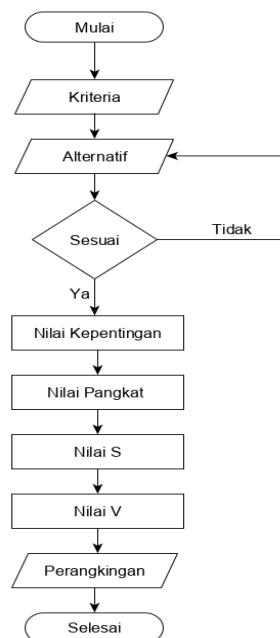 Mulai
Kriteria
Alternatif
Sesuai
Tidak
Ya
Nilai Kepentingan
Nilai Pangkat
Nilai S
Nilai V
Perangkingan
Selesai